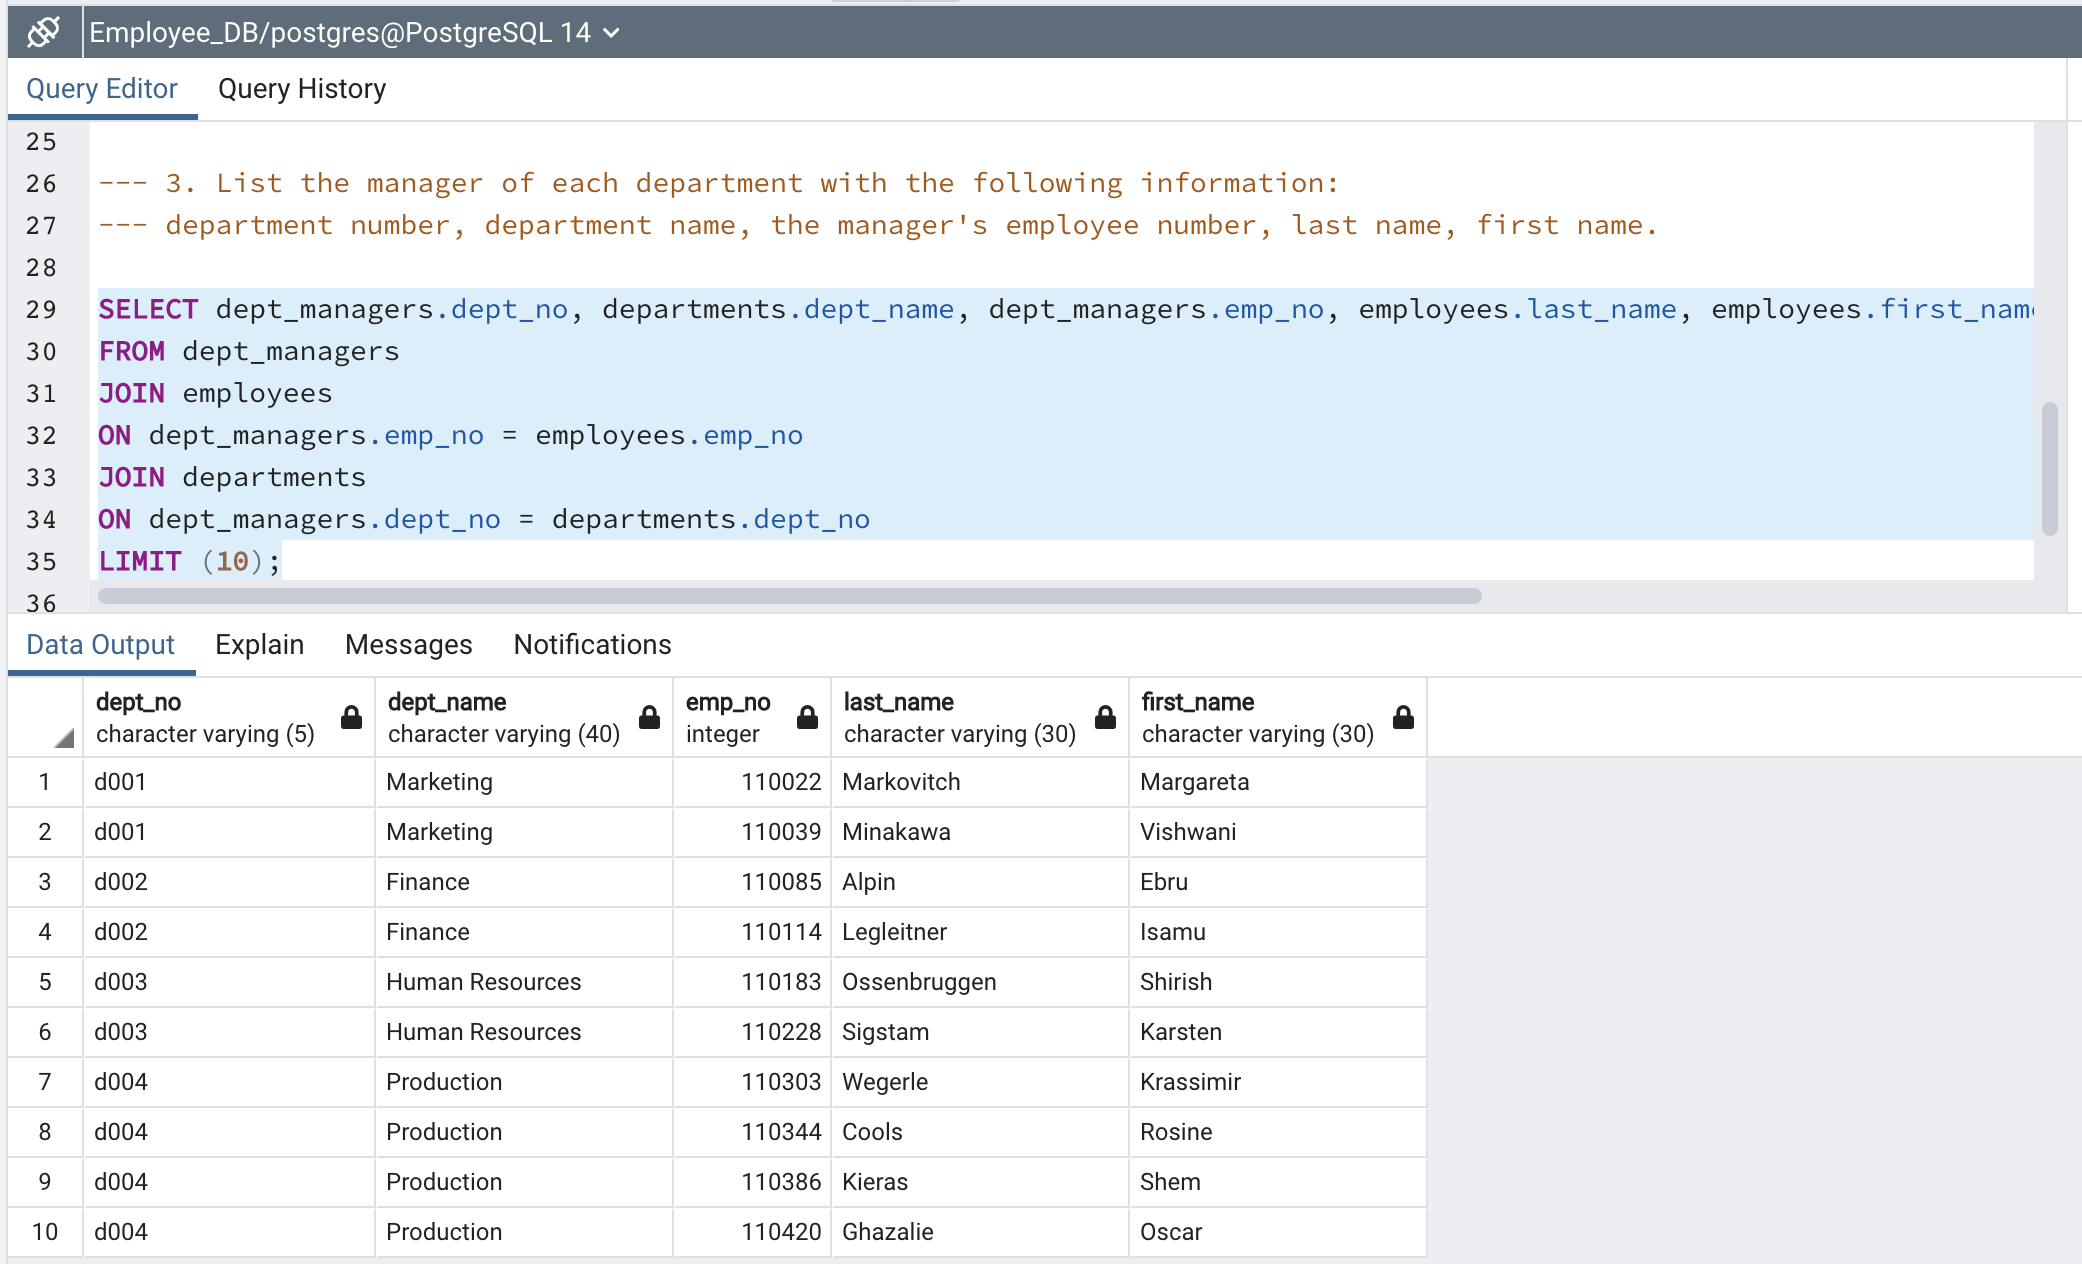 Employee_DB/postgres@PostgreSQL 14
Query Editor Query History
25
26 --- 3. List the manager of each department with the following information:
27 --- department number, department name, the manager's employee number, last name, first name.
28
29 SELECT dept_managers.dept_no, departments.dept_name, dept_managers.emp_no, employees.last_name, employees.first_nam
30 FROM dept_managers
31 JOIN employees
32 ON dept_managers.emp_no = employees.emp_no
33 JOIN departments
34 ON dept_managers.dept_no = departments.dept_no
35 LIMIT (10);
36
Data Output Explain Messages Notifications
dept_no dept_name emp_no last_name first_name
character varying (5) character varying (40) integer character varying (30) character varying (30)
1 d001 Marketing 110022 Markovitch Margareta
2 d001 Marketing 110039 Minakawa Vishwani
3 d002 Finance 110085 Alpin Ebru
4 d002 Finance 110114 Legleitner Isamu
5 d003 Human Resources 110183 Ossenbruggen Shirish
6 d003 Human Resources 110228 Sigstam Karsten
7 d004 Production 110303 Wegerle Krassimir
8 d004 Production 110344 Cools Rosine
9 d004 Production 110386 Kieras Shem
10 d004 Production 110420 Ghazalie Oscar